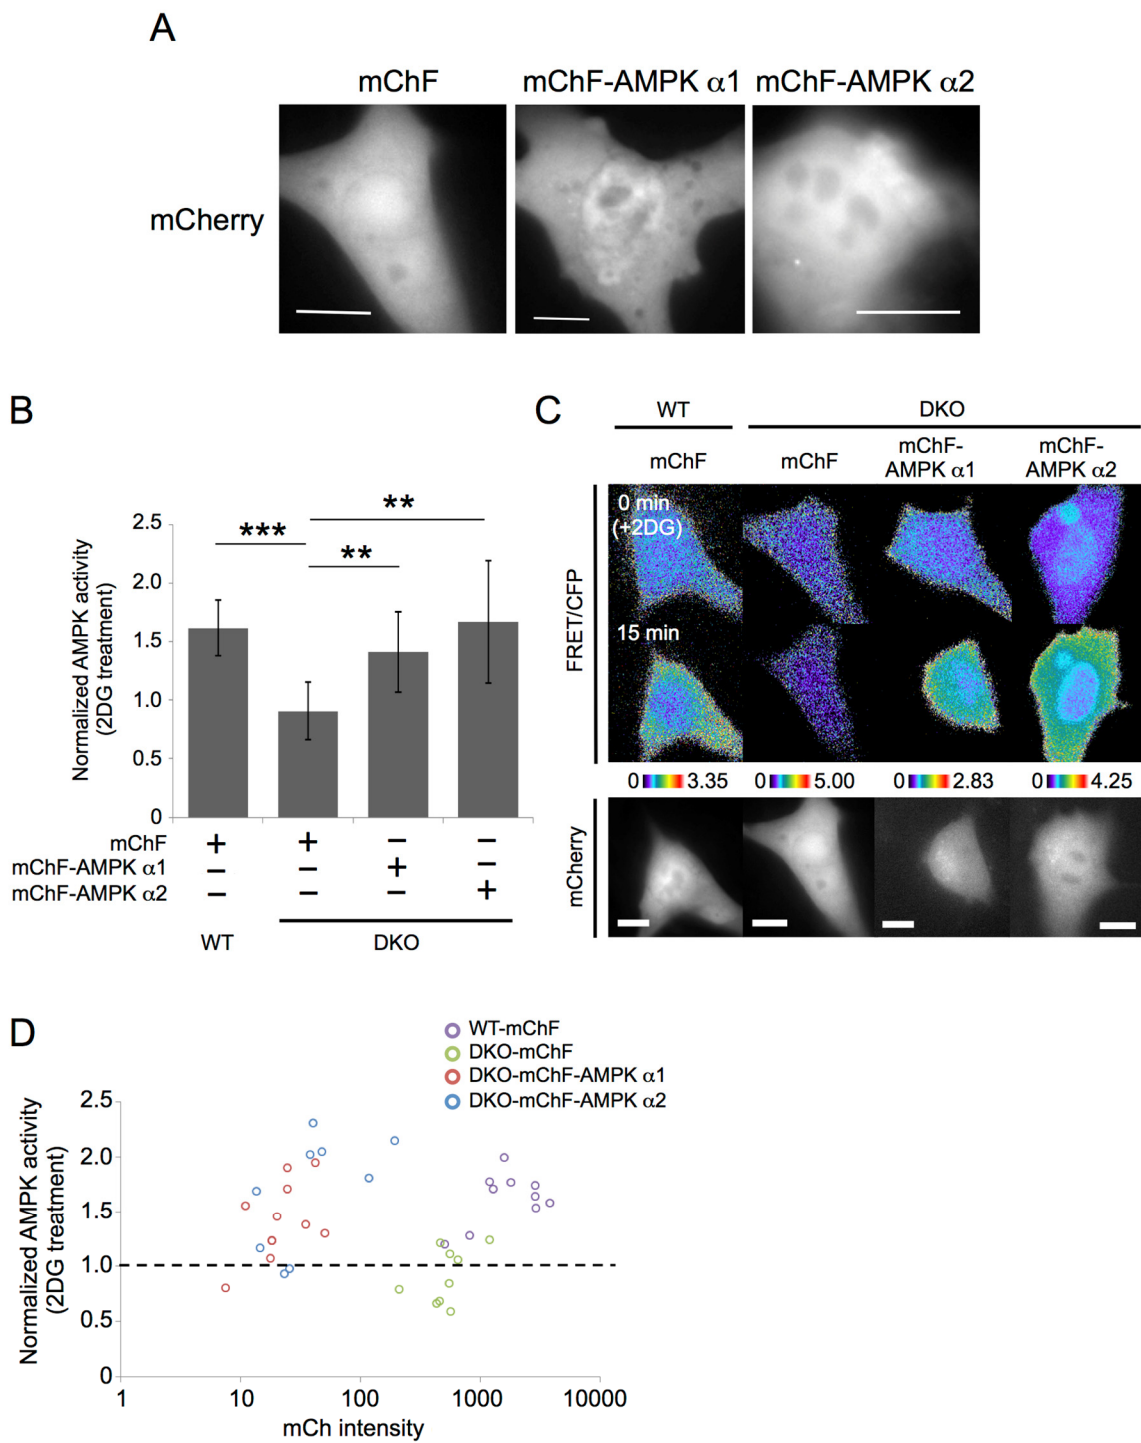 A
mChF
mChF-AMPK α1
mChF-AMPK α2
mCherry
B
Normalized AMPK activity
(2DG treatment)
2.5
2.0
1.5
1.0
0.5
0
***
**
**
mChF + + – –
mChF-AMPK α1 – – + –
mChF-AMPK α2 – – – +
WT
DKO
C
WT
DKO
mChF
mChF
mChF-
AMPK α1
mChF-
AMPK α2
FRET/CFP
0 min
(+2DG)
15 min
0 3.35
0 5.00
0 2.83
0 4.25
mCherry
D
WT-mChF
DKO-mChF
DKO-mChF-AMPK α1
DKO-mChF-AMPK α2
Normalized AMPK activity
(2DG treatment)
2.5
2.0
1.5
1.0
0.5
0
1 10 100 1000 10000
mCh intensity